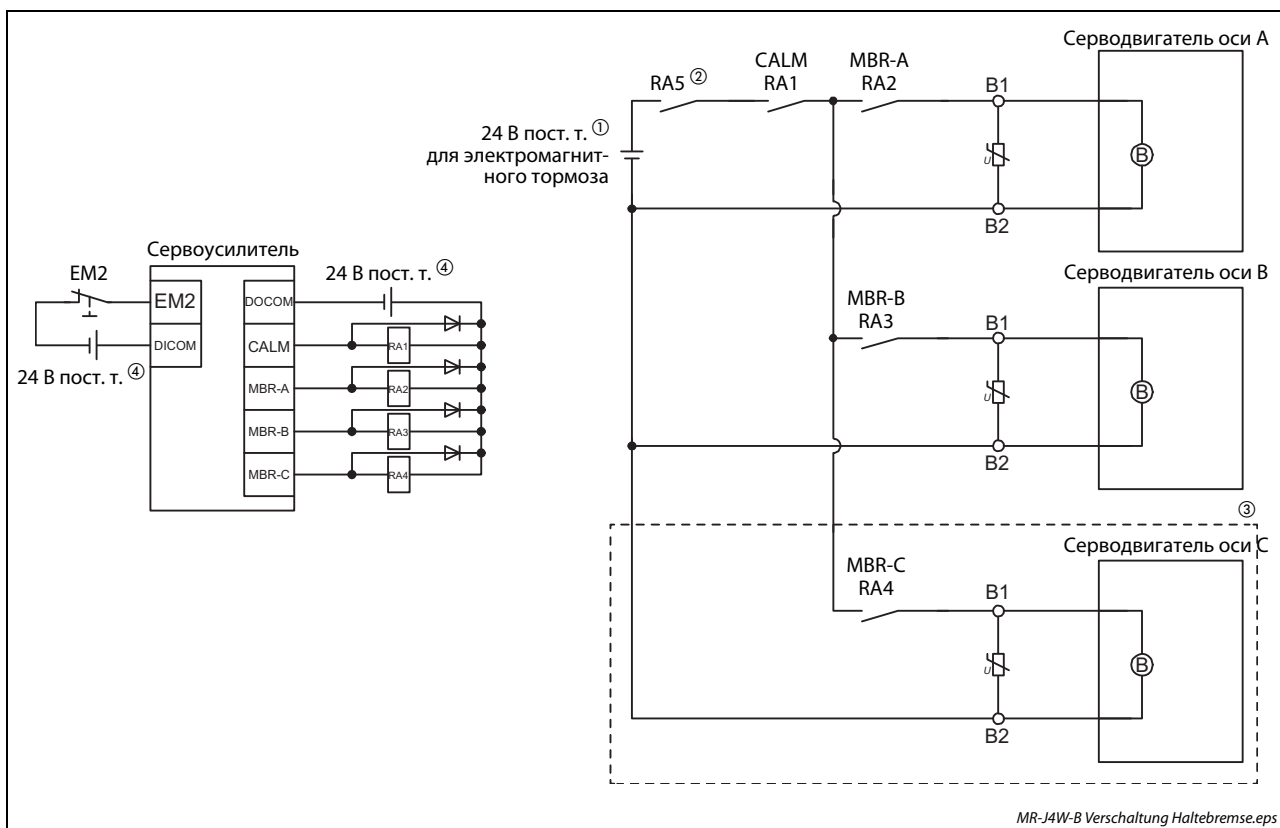 Серводвигатель оси A
CALM
RA1
MBR-A
RA2
RA5 ②
B1
24 В пост. т. ①
для электромагнит-
ного тормоза
U
B
B2
Сервоусилитель
EM2
24 В пост. т. ④
EM2
DICOM
24 В пост. т. ④
DOCOM
CALM
MBR-A
MBR-B
MBR-C
RA1
RA2
RA3
RA4
Серводвигатель оси B
MBR-B
RA3
B1
U
B
B2
③
Серводвигатель оси C
MBR-C
RA4
B1
U
B
B2
MR-J4W-B Verschaltung Haltebremse.eps